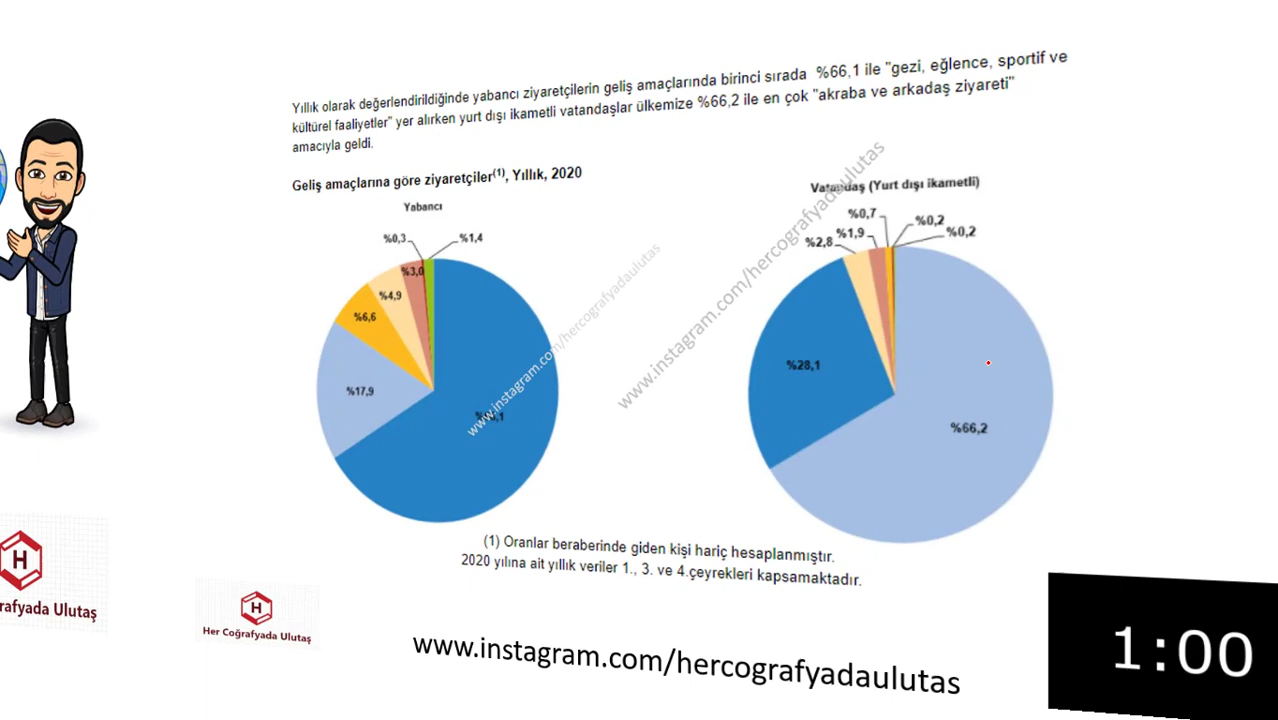 Yıllık olarak değerlendirildiğinde yabancı ziyaretçilerin geliş amaçlarında birinci sırada %66,1 ile "gezi, eğlence, sportif ve
kültürel faaliyetler" yer alırken yurt dışı ikametli vatandaşlar ülkemize %66,2 ile en çok "akraba ve arkadaş ziyareti"
amacıyla geldi.
Geliş amaçlarına göre ziyaretçiler(1), Yıllık, 2020
Yabancı
%0,3
%1,4
%3,0
%4,9
%6,6
%17,9
www.instagram.com/hercografyadaulutas
Vatandaş (Yurt dışı ikametli)
%0,7
%0,2
%1,9
%0,2
%2,8
%28,1
%66,2
www.instagram.com/hercografyadaulutas
(1) Oranlar beraberinde giden kişi hariç hesaplanmıştır.
2020 yılına ait yıllık veriler 1., 3. ve 4.çeyrekleri kapsamaktadır.
H
rafyada Ulutaş
H
Her Coğrafyada Ulutaş
www.instagram.com/hercografyadaulutas
1:00